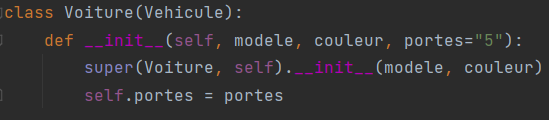 class Voiture(Vehicule):
    def __init__(self, modele, couleur, portes="5"):
        super(Voiture, self).__init__(modele, couleur)
        self.portes = portes